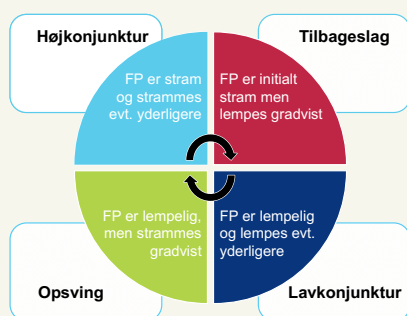 Højkonjunktur
Tilbageslag
FP er stram
og strammes
evt. yderligere
FP er initialt
stram men
lempes gradvist
FP er lempelig,
men strammes
gradvist
FP er lempelig
og lempes evt.
yderligere
Opsving
Lavkonjunktur